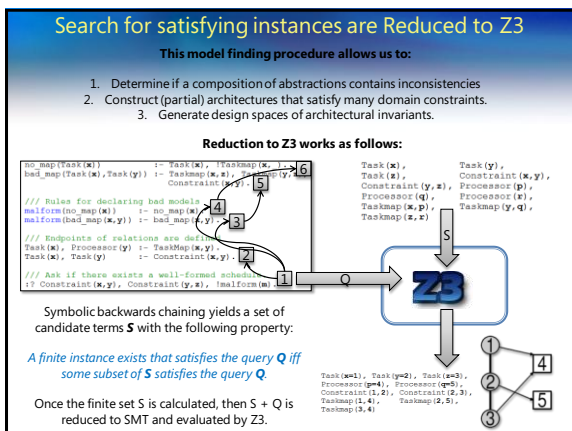 Search for satisfying instances are Reduced to Z3
This model finding procedure allows us to:
1. Determine if a composition of abstractions contains inconsistencies
2. Construct (partial) architectures that satisfy many domain constraints.
3. Generate design spaces of architectural invariants.
Reduction to Z3 works as follows:
no_map(Task(x)) :- Task(x), !Taskmap(x, ).
bad_map(Task(x),Task(y)) :- Taskmap(x,z), Taskmap(y,
Constraint(x,y).
/// Rules for declaring bad models
malform(no_map(x)) :- no_map(x)
malform(bad_map(x,y)) :- bad_map(x,y).
/// Endpoints of relations are defined
Task(x), Processor(y) :- TaskMap(x,y).
Task(x), Task(y) :- Constraint(x,y).
/// Ask if there exists a well-formed schedule
:? Constraint(x,y), Constraint(y,z), !malform(m).
6
5
4
3
2
1
Task(x), Task(y),
Task(z), Constraint(x,y),
Constraint(y,z), Processor(p),
Processor(q), Processor(r),
Taskmap(x,p), Taskmap(y,q),
Taskmap(z,r)
S
Q
Z3
Symbolic backwards chaining yields a set of
candidate terms S with the following property:
A finite instance exists that satisfies the query Q iff
some subset of S satisfies the query Q.
Once the finite set S is calculated, then S + Q is
reduced to SMT and evaluated by Z3.
Task(x=1), Task(y=2), Task(z=3),
Processor(p=4), Processor(q=5),
Constraint(1,2), Constraint(2,3),
Taskmap(1,4), Taskmap(2,5),
Taskmap(3,4)
1
4
2
5
3